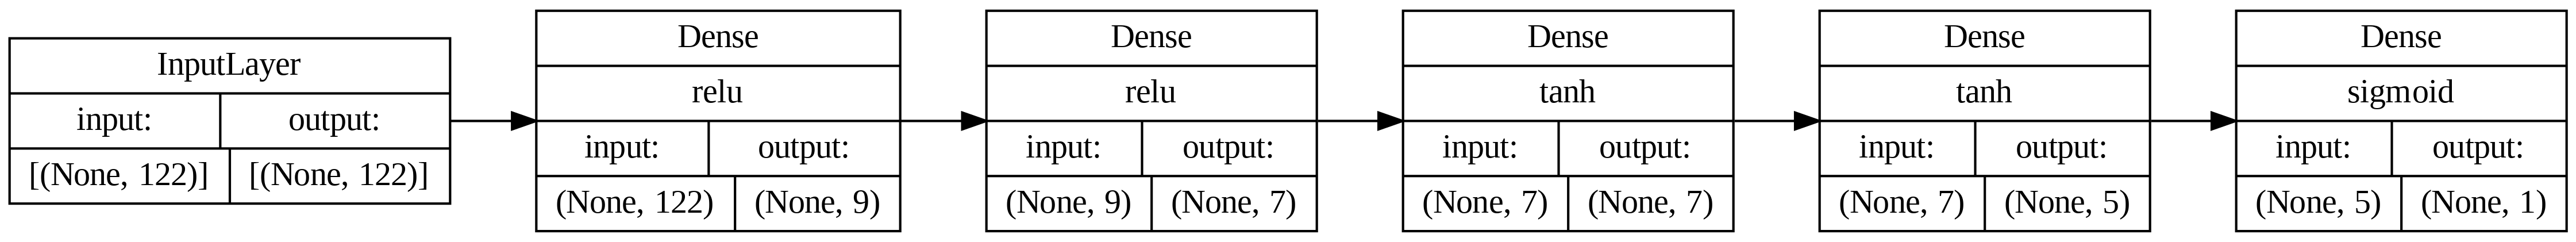 InputLayer
input: output:
[(None, 122)] [(None, 122)]
Dense
relu
input: output:
(None, 122) (None, 9)
Dense
relu
input: output:
(None, 9) (None, 7)
Dense
tanh
input: output:
(None, 7) (None, 7)
Dense
tanh
input: output:
(None, 7) (None, 5)
Dense
sigmoid
input: output:
(None, 5) (None, 1)